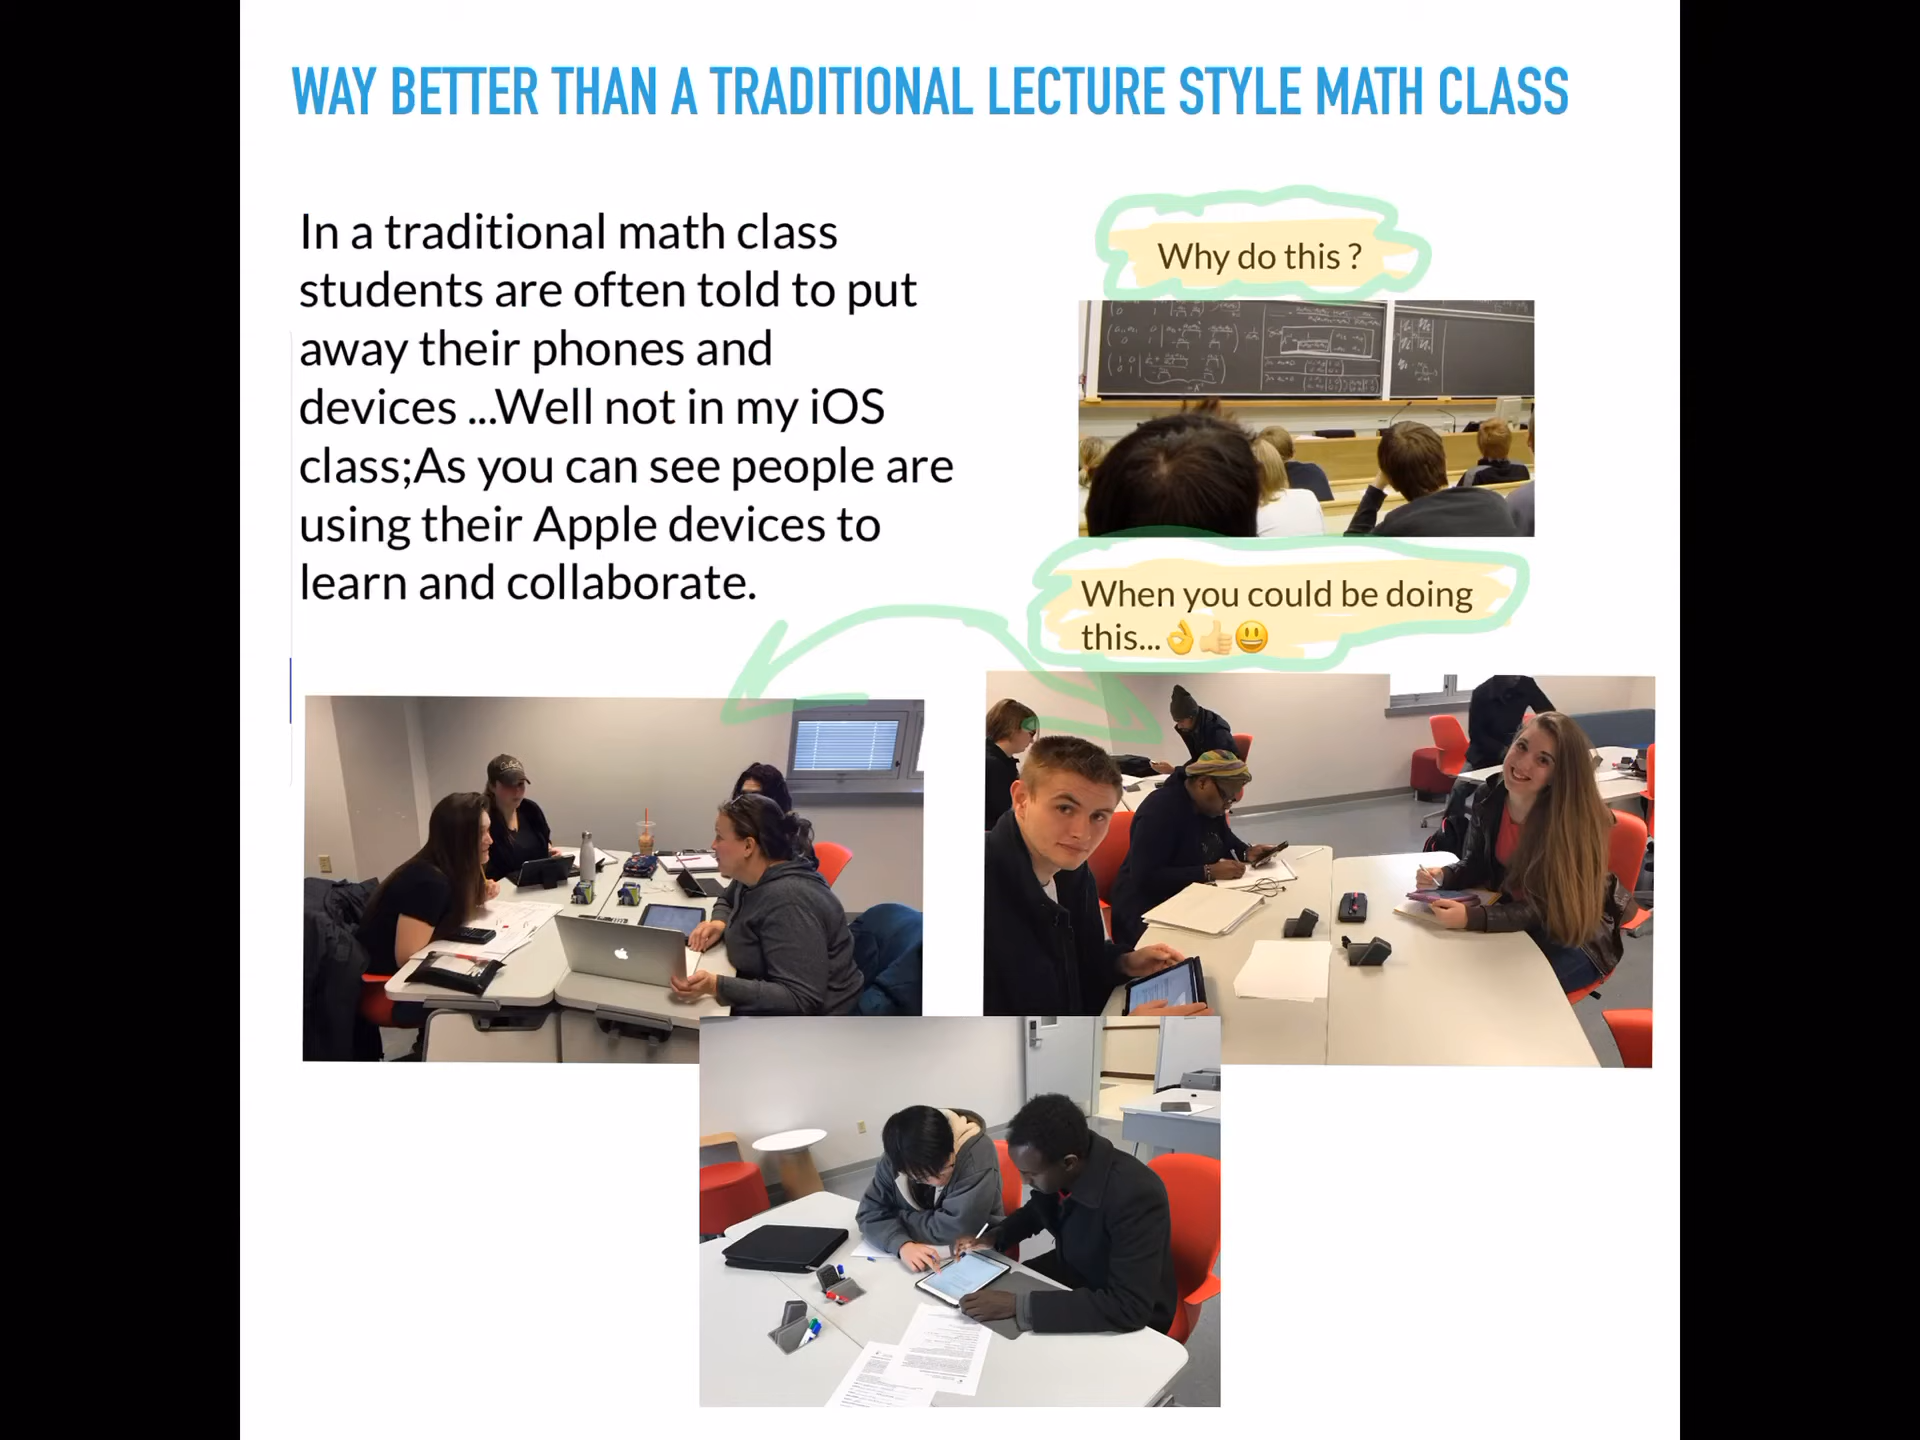 WAY BETTER THAN A TRADITIONAL LECTURE STYLE MATH CLASS
In a traditional math class
students are often told to put
away their phones and
devices ...Well not in my iOS
class;As you can see people are
using their Apple devices to
learn and collaborate.
Why do this ?
When you could be doing
this...👌👍😃